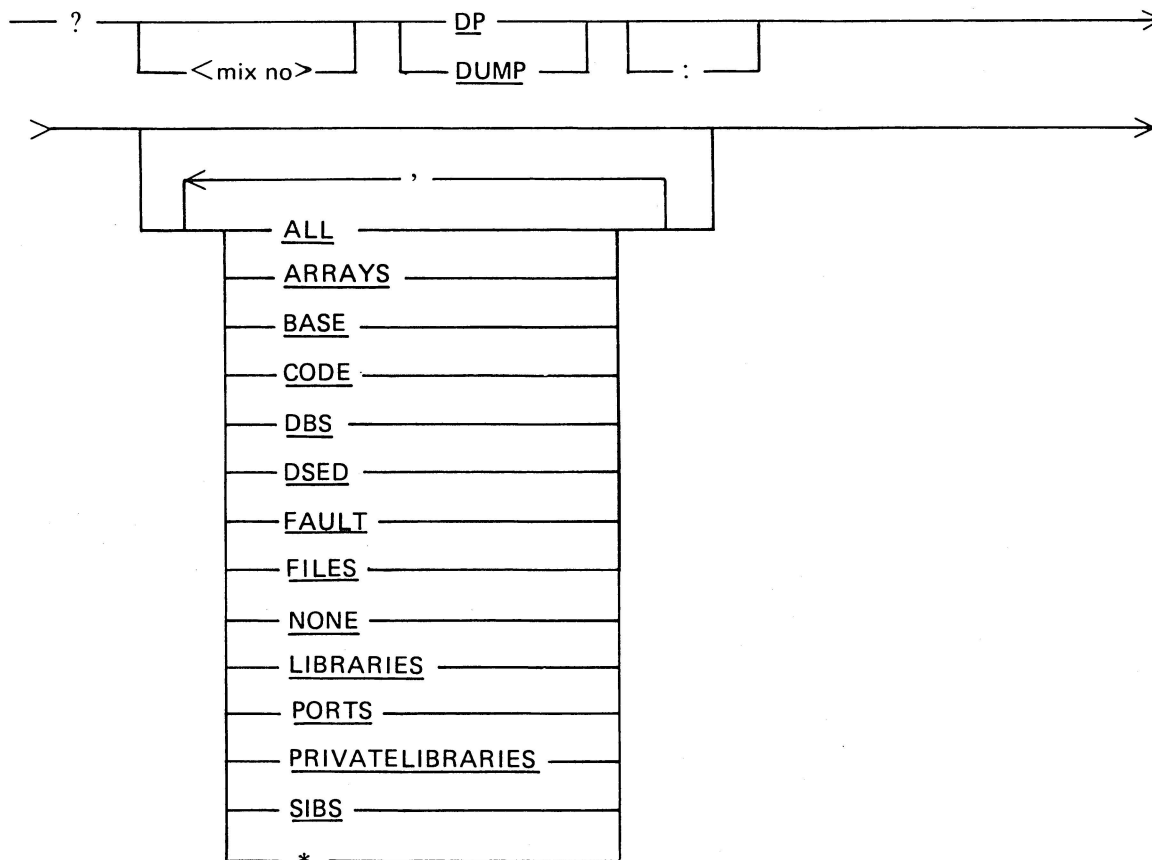 ? DP
<mix no> DUMP :
,
ALL
ARRAYS
BASE
CODE
DBS
DSED
FAULT
FILES
NONE
LIBRARIES
PORTS
PRIVATELIBRARIES
SIBS
*